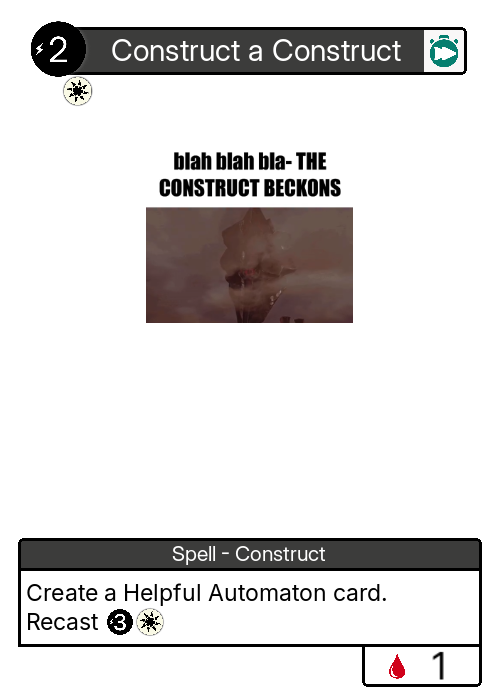 2 Construct a Construct
blah blah bla- THE
CONSTRUCT BECKONS
Spell - Construct
Create a Helpful Automaton card.
Recast 3
1